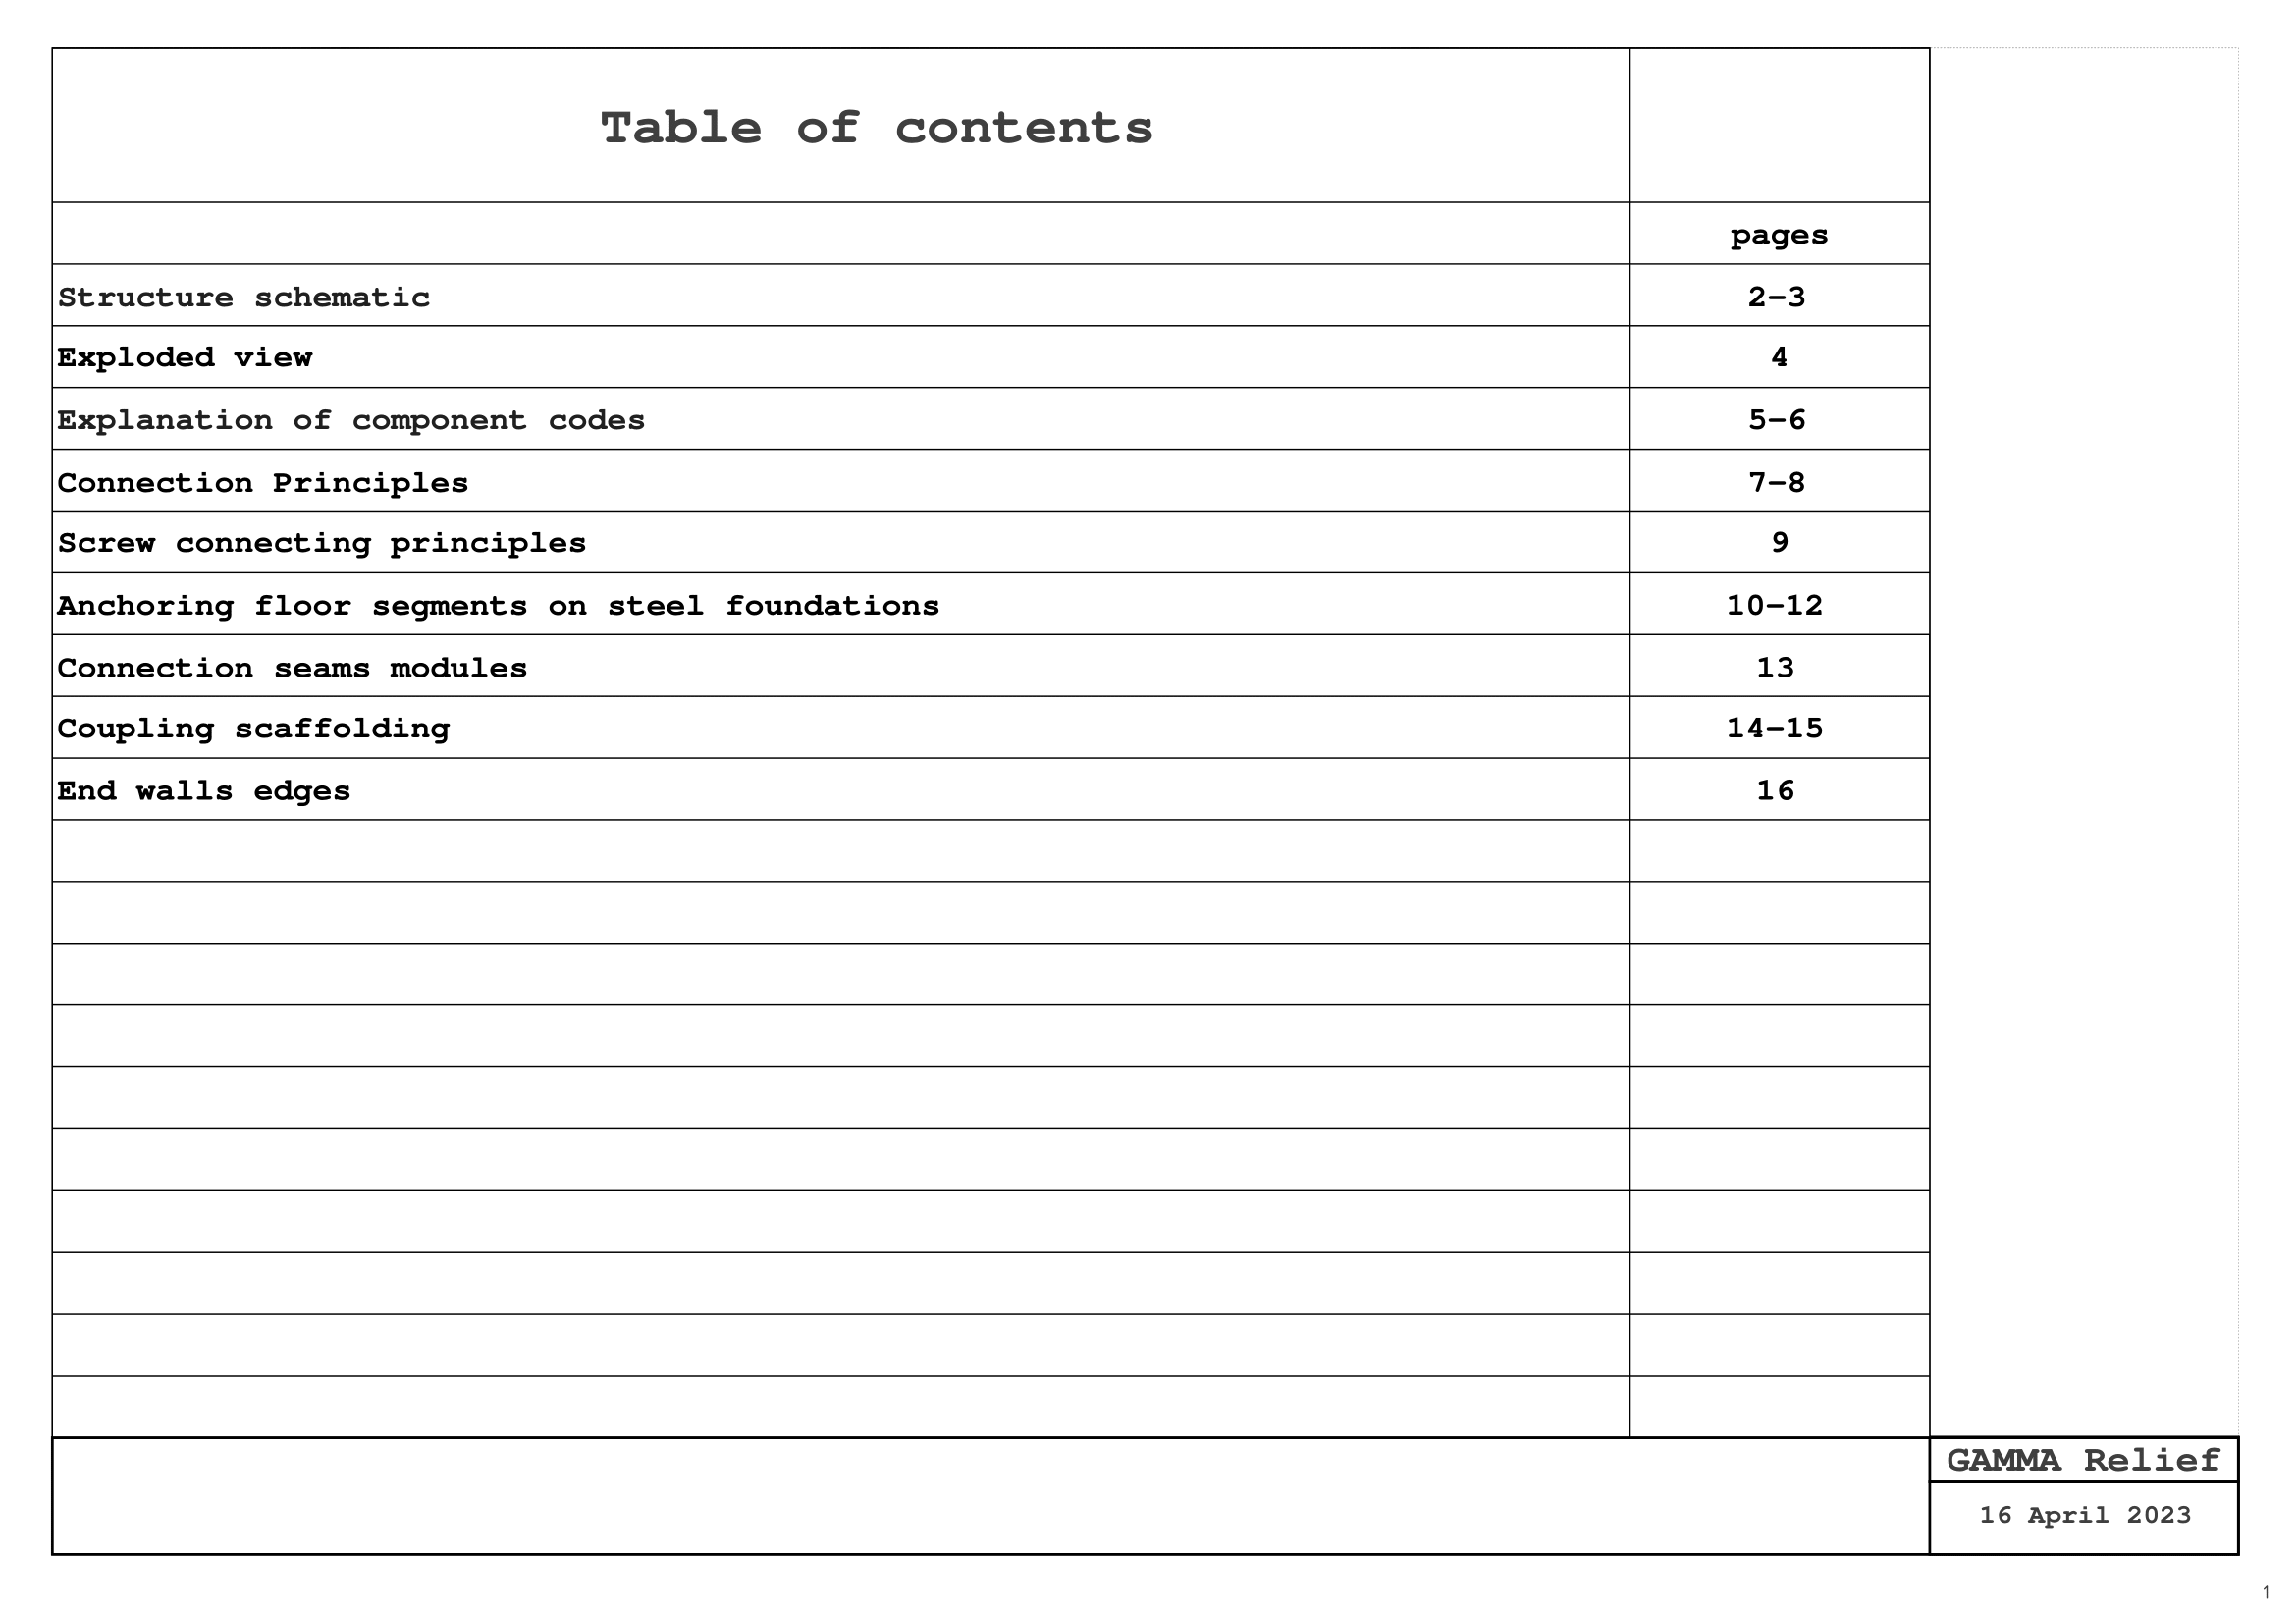 Table of contents
pages
Structure schematic 2-3
Exploded view 4
Explanation of component codes 5-6
Connection Principles 7-8
Screw connecting principles 9
Anchoring floor segments on steel foundations 10-12
Connection seams modules 13
Coupling scaffolding 14-15
End walls edges 16
GAMMA Relief
16 April 2023
1